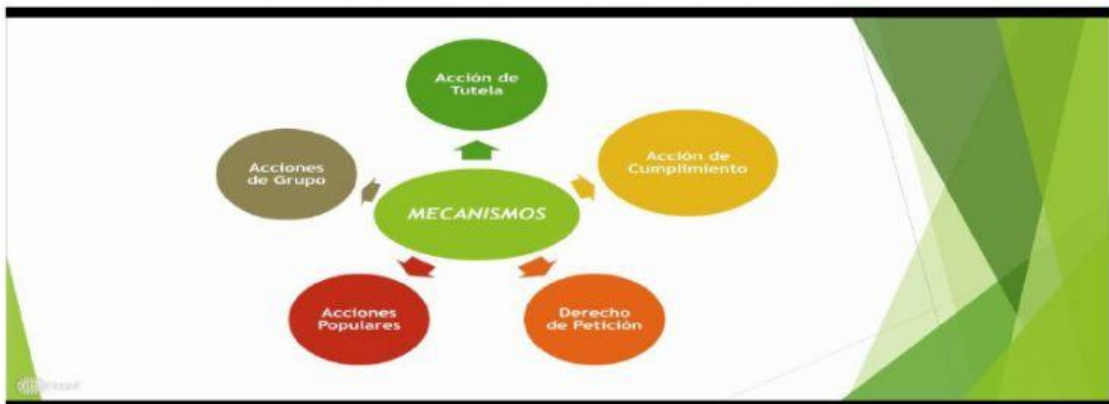 Acción de
Tutela
Acciones
de Grupo
Acción de
Cumplimiento
MECANISMOS
Acciones
Populares
Derecho
de Petición